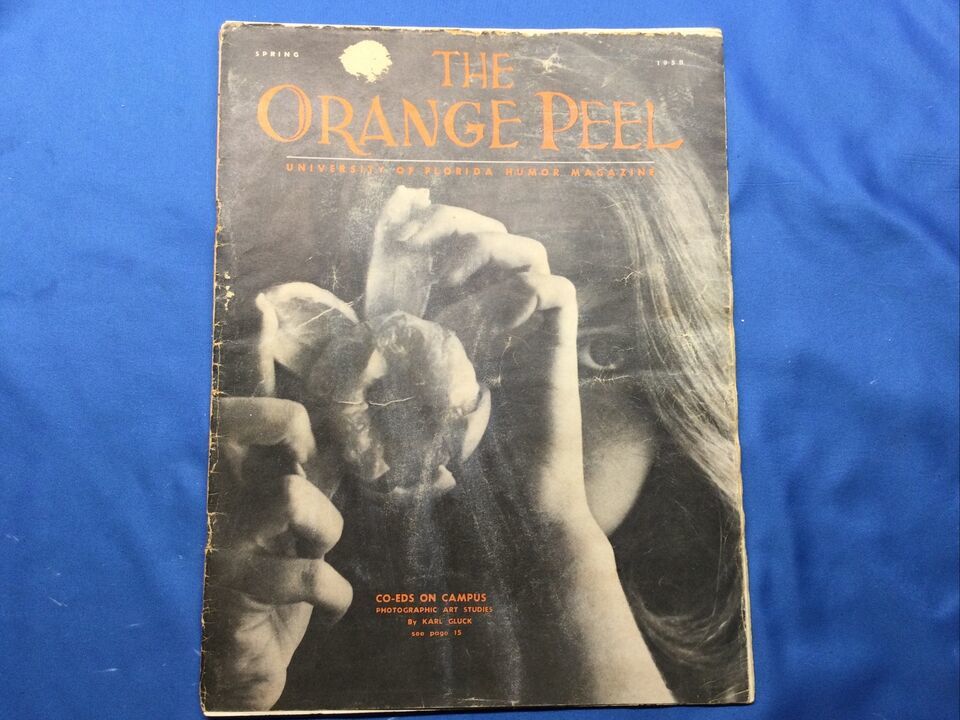 SPRING
1958
THE
ORANGE PEEL
UNIVERSITY OF FLORIDA HUMOR MAGAZINE
CO-EDS ON CAMPUS
PHOTOGRAPHIC ART STUDIES
By KARL GLUCK
see page 15